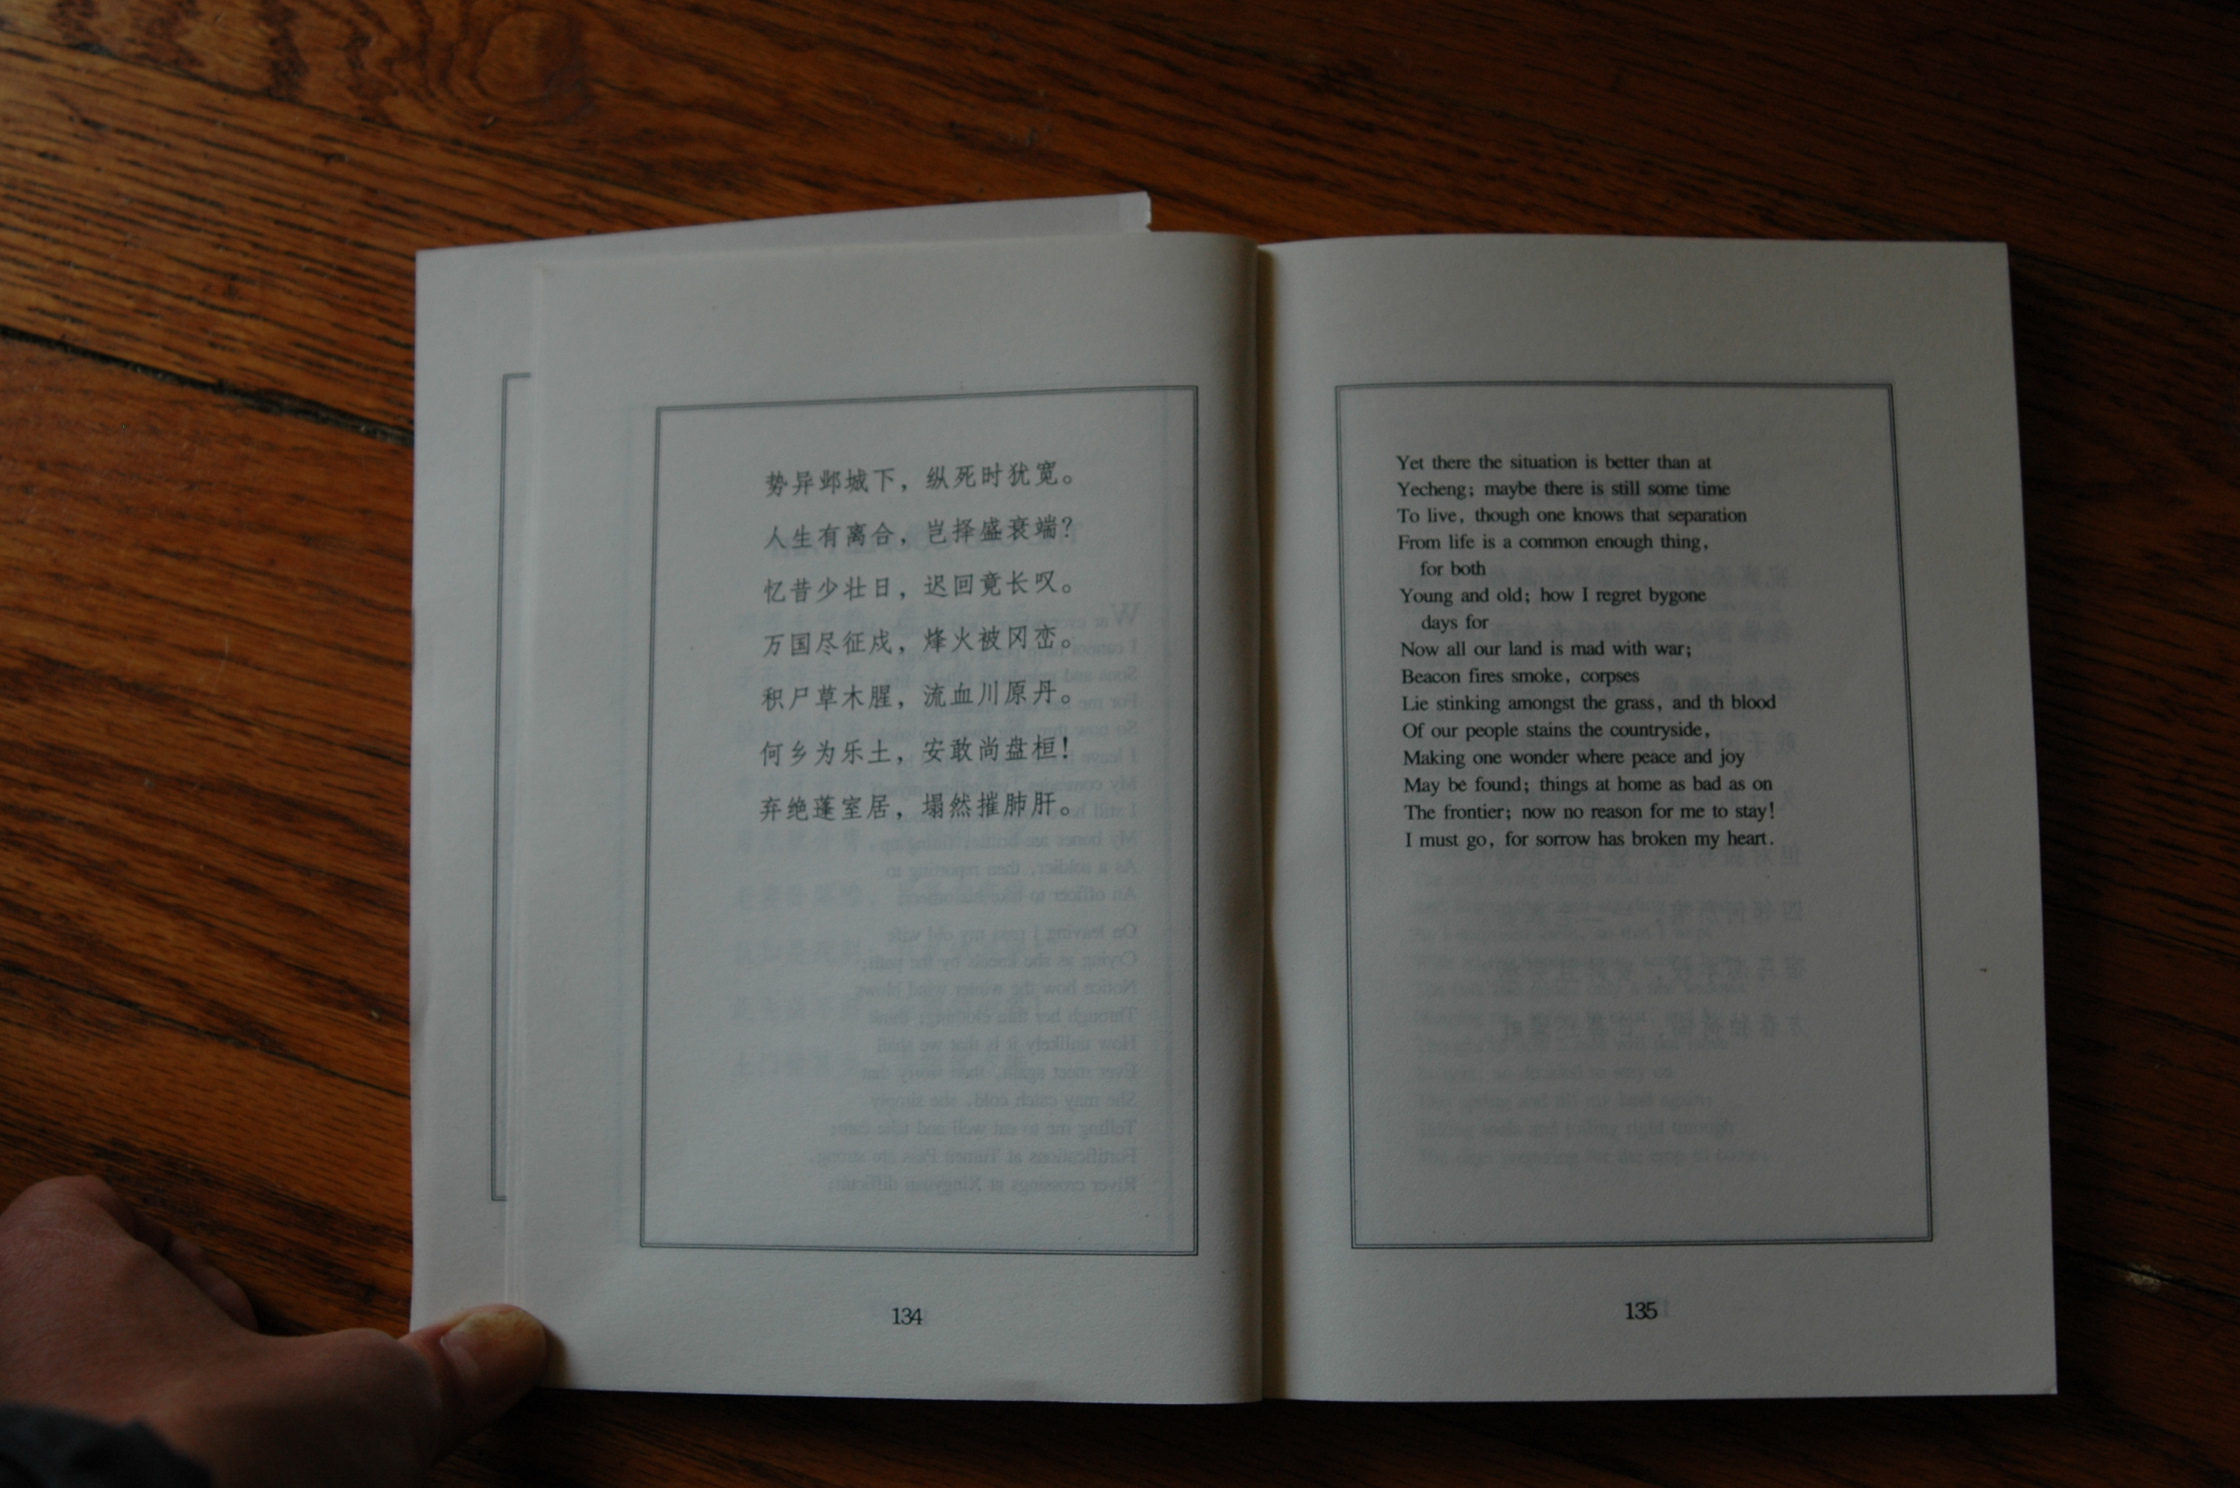 势异邺城下，纵死时犹宽。
人生有离合，岂择盛衰端？
忆昔少壮日，迟回竟长叹。
万国尽征戍，烽火被冈峦。
积尸草木腥，流血川原丹。
何乡为乐土，安敢尚盘桓！
弃绝蓬室居，塌然摧肺肝。
134
Yet there the situation is better than at
Yecheng; maybe there is still some time
To live, though one knows that separation
From life is a common enough thing,
for both
Young and old; how I regret bygone
days for
Now all our land is mad with war;
Beacon fires smoke, corpses
Lie stinking amongst the grass, and th blood
Of our people stains the countryside,
Making one wonder where peace and joy
May be found; things at home as bad as on
The frontier; now no reason for me to stay!
I must go, for sorrow has broken my heart.
135